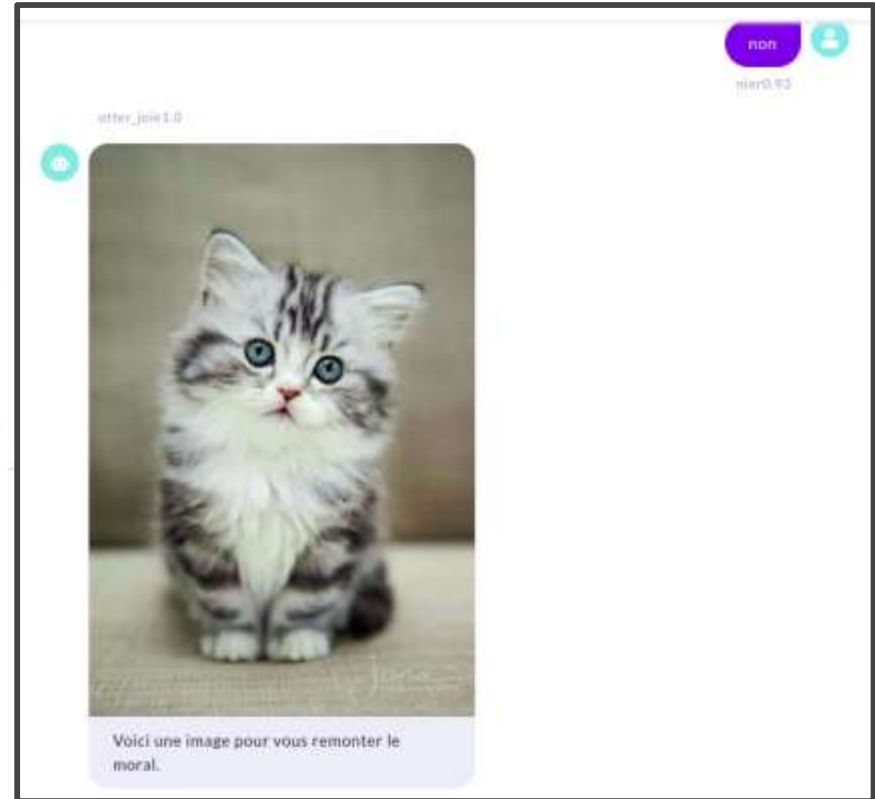 non
nier0.93
utter_joie1.0
Voici une image pour vous remonter le
moral.